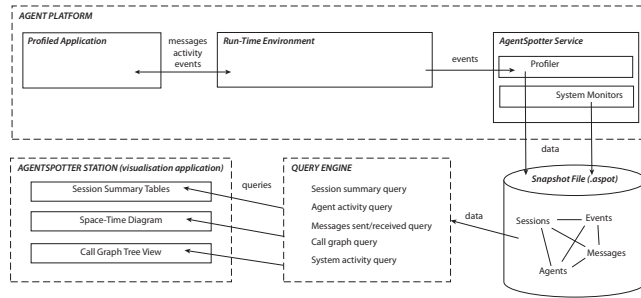 AGENT PLATFORM
Profiled Application
messages
activity
events
Run-Time Environment
events
AgentSpotter Service
Profiler
System Monitors
data
AGENTSPOTTER STATION (visualisation application)
Session Summary Tables
Space-Time Diagram
Call Graph Tree View
queries
QUERY ENGINE
Session summary query
Agent activity query
Messages sent/received query
Call graph query
System activity query
data
Snapshot File (.aspot)
Sessions
Events
Messages
Agents